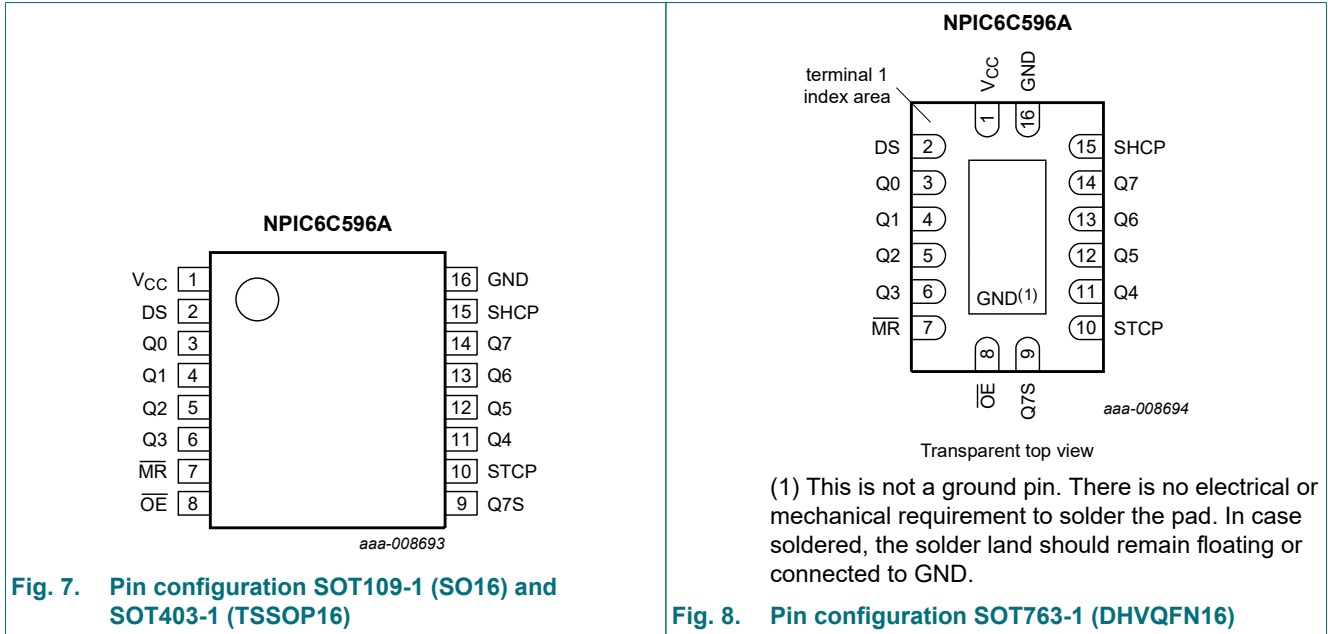 NPIC6C596A
VCC 1
DS 2
Q0 3
Q1 4
Q2 5
Q3 6
MR 7
OE 8
16 GND
15 SHCP
14 Q7
13 Q6
12 Q5
11 Q4
10 STCP
9 Q7S
aaa-008693
Fig. 7. Pin configuration SOT109-1 (SO16) and
SOT403-1 (TSSOP16)
NPIC6C596A
terminal 1
index area
VCC GND
1 16
DS 2
Q0 3
Q1 4
Q2 5
Q3 6
MR 7
15 SHCP
14 Q7
13 Q6
12 Q5
11 Q4
10 STCP
GND(1)
8 9
OE Q7S
aaa-008694
Transparent top view
(1) This is not a ground pin. There is no electrical or
mechanical requirement to solder the pad. In case
soldered, the solder land should remain floating or
connected to GND.
Fig. 8. Pin configuration SOT763-1 (DHVQFN16)